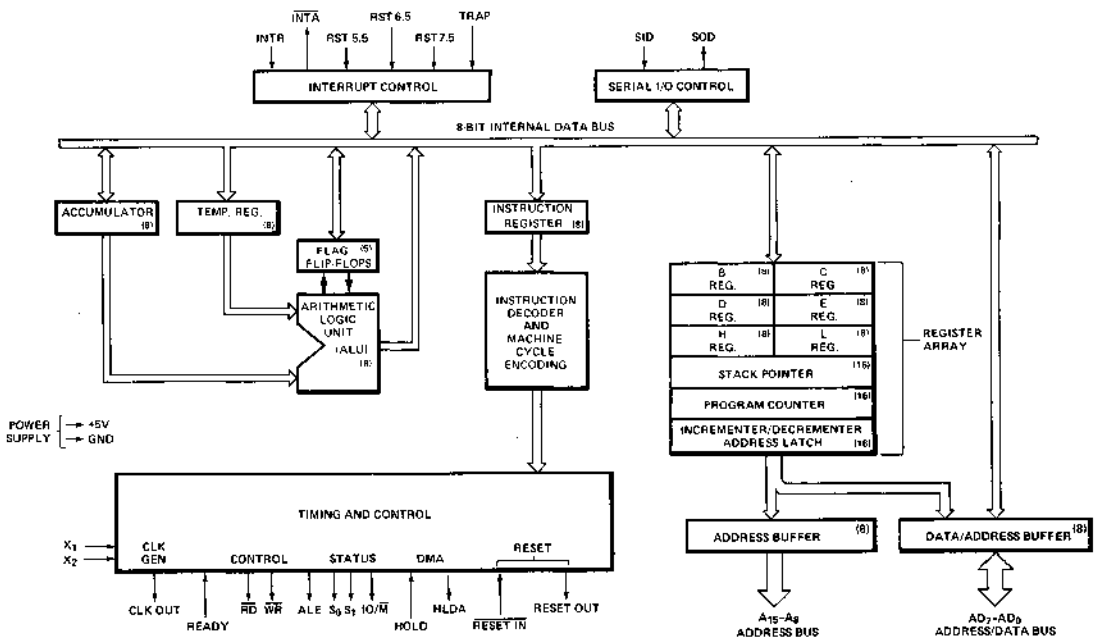 INTR
INTA
RST 5.5
RST 6.5
RST 7.5
TRAP
SID
SOD
INTERRUPT CONTROL
SERIAL I/O CONTROL
8-BIT INTERNAL DATA BUS
ACCUMULATOR
(8)
TEMP. REG.
(8)
FLAG (5)
FLIP-FLOPS
ARITHMETIC
LOGIC
UNIT
(ALU)
(8)
INSTRUCTION
REGISTER (8)
INSTRUCTION
DECODER
AND
MACHINE
CYCLE
ENCODING
B (8)
REG.
C (8)
REG
D (8)
REG.
E (8)
REG.
H (8)
REG.
L (8)
REG.
STACK POINTER (16)
PROGRAM COUNTER (16)
INCREMENTER/DECREMENTER
ADDRESS LATCH (16)
REGISTER
ARRAY
POWER
SUPPLY
+5V
GND
TIMING AND CONTROL
X1
X2
CLK
GEN
CONTROL
STATUS
DMA
RESET
CLK OUT
READY
RD
WR
ALE
S0
S1
IO/M
HOLD
HLDA
RESET IN
RESET OUT
ADDRESS BUFFER (8)
DATA/ADDRESS BUFFER (8)
A15-A8
ADDRESS BUS
AD7-AD0
ADDRESS/DATA BUS